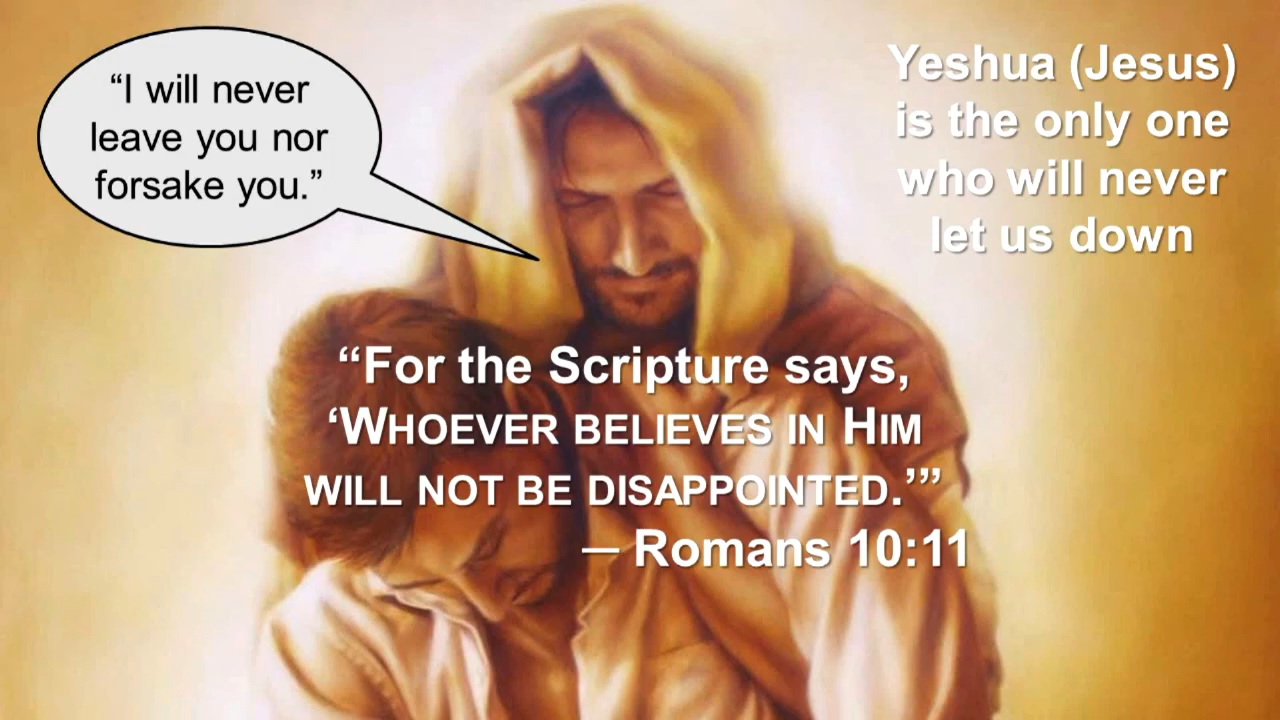 “I will never
leave you nor
forsake you.”
Yeshua (Jesus)
is the only one
who will never
let us down
“For the Scripture says,
‘WHOEVER BELIEVES IN HIM
WILL NOT BE DISAPPOINTED.’”
— Romans 10:11